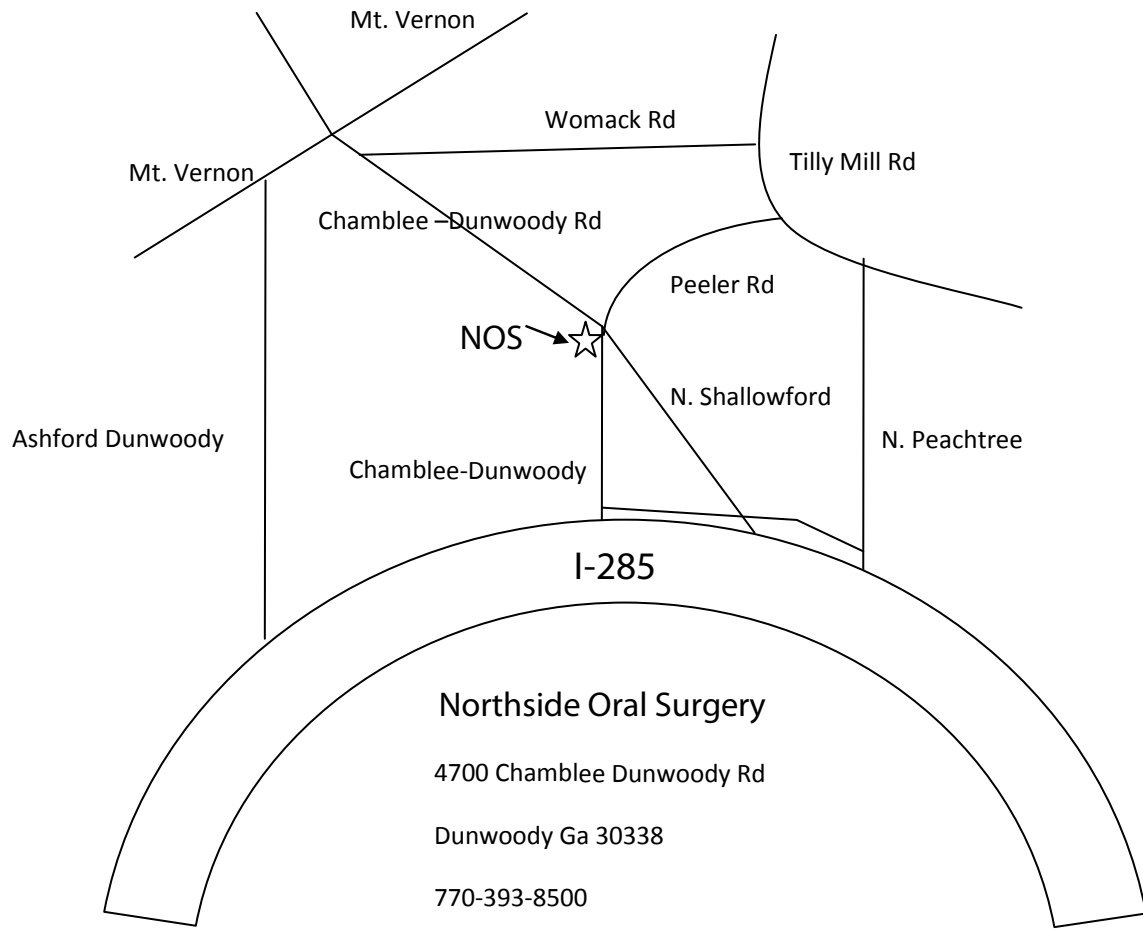 Mt. Vernon
Womack Rd
Tilly Mill Rd
Mt. Vernon
Chamblee –Dunwoody Rd
Peeler Rd
NOS
N. Shallowford
Ashford Dunwoody
N. Peachtree
Chamblee-Dunwoody
I-285
Northside Oral Surgery
4700 Chamblee Dunwoody Rd
Dunwoody Ga 30338
770-393-8500